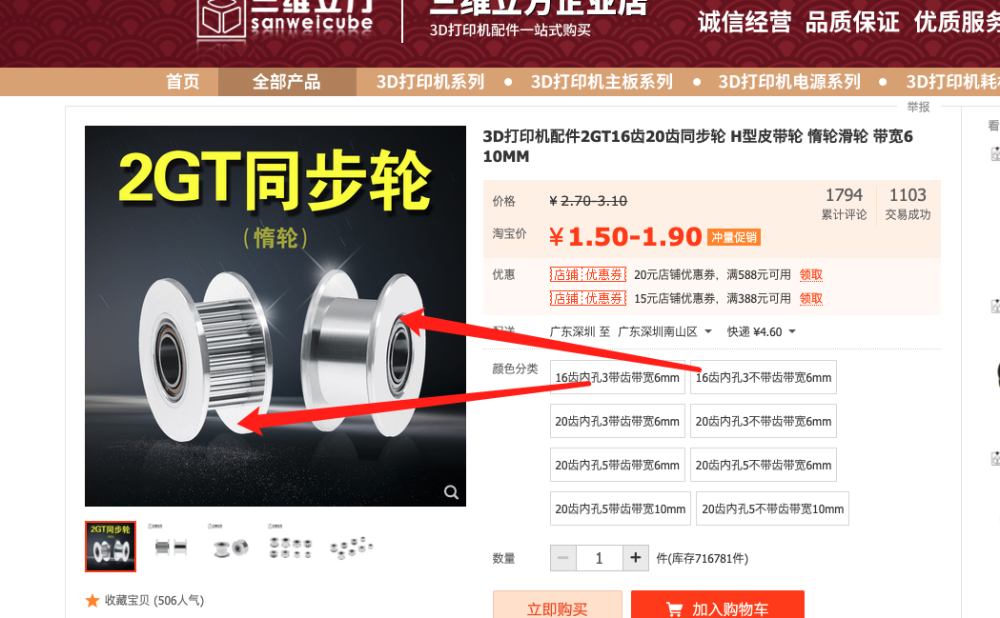 三维立方
sanweicube
三维立方企业店
3D打印机配件一站式购买
诚信经营 品质保证 优质服务
首页
全部产品
3D打印机系列
3D打印机主板系列
3D打印机电源系列
3D打印机耗材
举报
看
2GT同步轮
(惰轮)
3D打印机配件2GT16齿20齿同步轮 H型皮带轮 惰轮滑轮 带宽6
10MM
价格
¥ 2.70-3.10
1794
累计评论
1103
交易成功
淘宝价
¥1.50-1.90
冲量促销
优惠
店铺 优惠券 20元店铺优惠券，满588元可用 领取
店铺 优惠券 15元店铺优惠券，满388元可用 领取
配送
广东深圳 至 广东深圳南山区 快递 ¥4.60
颜色分类
16齿内孔3带齿带宽6mm
16齿内孔3不带齿带宽6mm
20齿内孔3带齿带宽6mm
20齿内孔3不带齿带宽6mm
20齿内孔5带齿带宽6mm
20齿内孔5不带齿带宽6mm
20齿内孔5带齿带宽10mm
20齿内孔5不带齿带宽10mm
数量
− 1 + 件(库存716781件)
2GT同步轮
收藏宝贝 (506人气)
立即购买
加入购物车